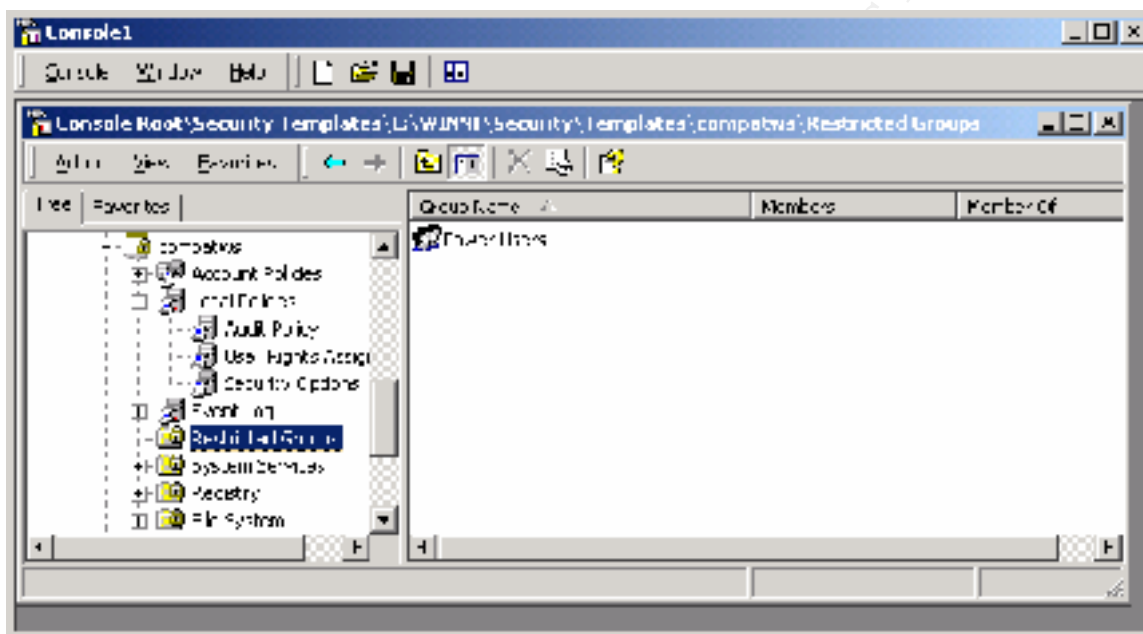 Console1
Console Window Help
Console Root\Security Templates\C:\WINNT\Security\Templates\compatws\Restricted Groups
Action View Favorites
Tree Favorites
Group Name Members Member Of
compatws
Power Users
Account Policies
Local Policies
Audit Policy
User Rights Assig
Security Options
Event Log
Restricted Groups
System Services
Registry
File System